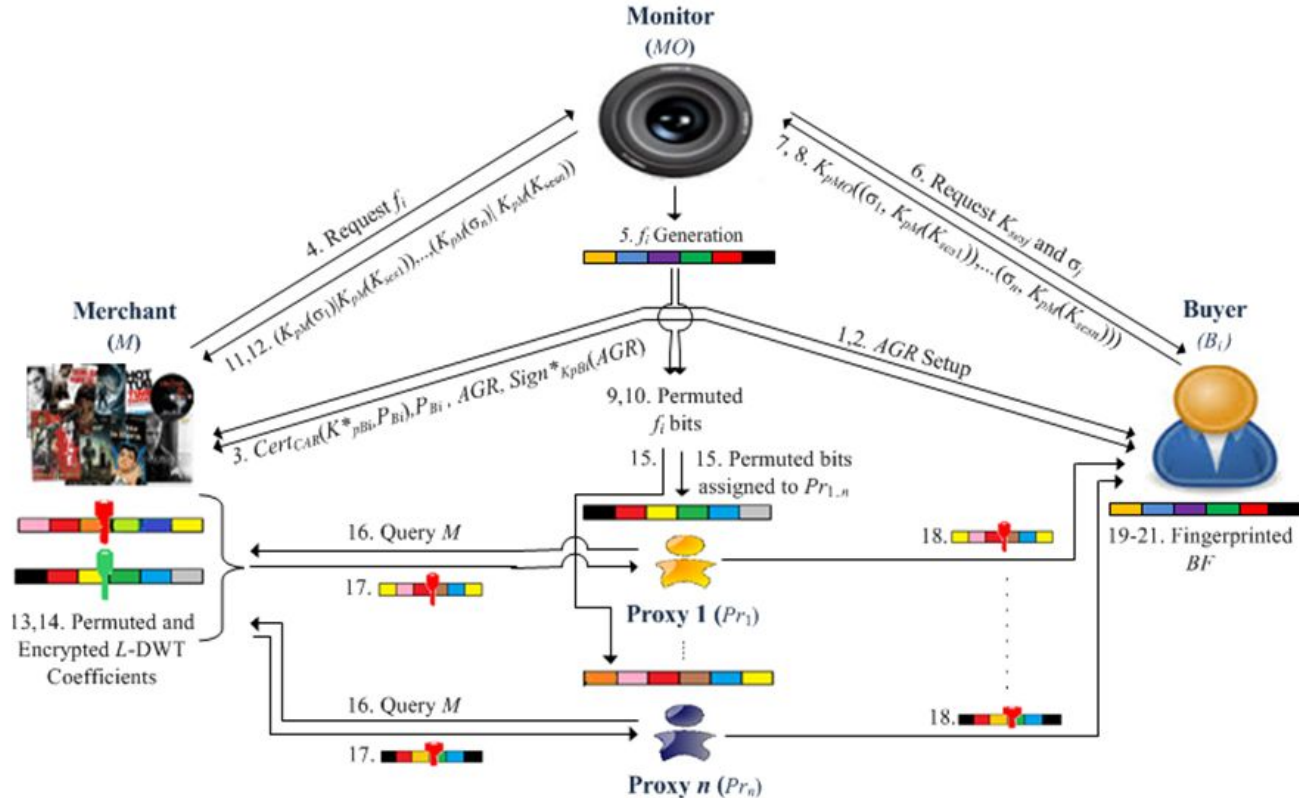 Monitor
(MO)
4. Request fi
11,12. (KpM(σ1)|KpM(Kses1)),...,(KpM(σn)| KpM(Ksesn))
5. fi Generation
6. Request Ksesj and σj
7, 8. KpMO((σ1, KpM(Kses1)),...(σn, KpM(Ksesn)))
Merchant
(M)
Buyer
(Bi)
1,2. AGR Setup
3. CertCAR(K*pBi,PBi),PBi , AGR, Sign*KpBi(AGR)
9,10. Permuted
fi bits
15.
15. Permuted bits
assigned to Pr1..n
HOT
TUB
16. Query M
17.
18.
19-21. Fingerprinted
BF
Proxy 1 (Pr1)
13,14. Permuted and
Encrypted L-DWT
Coefficients
16. Query M
17.
18.
Proxy n (Prn)